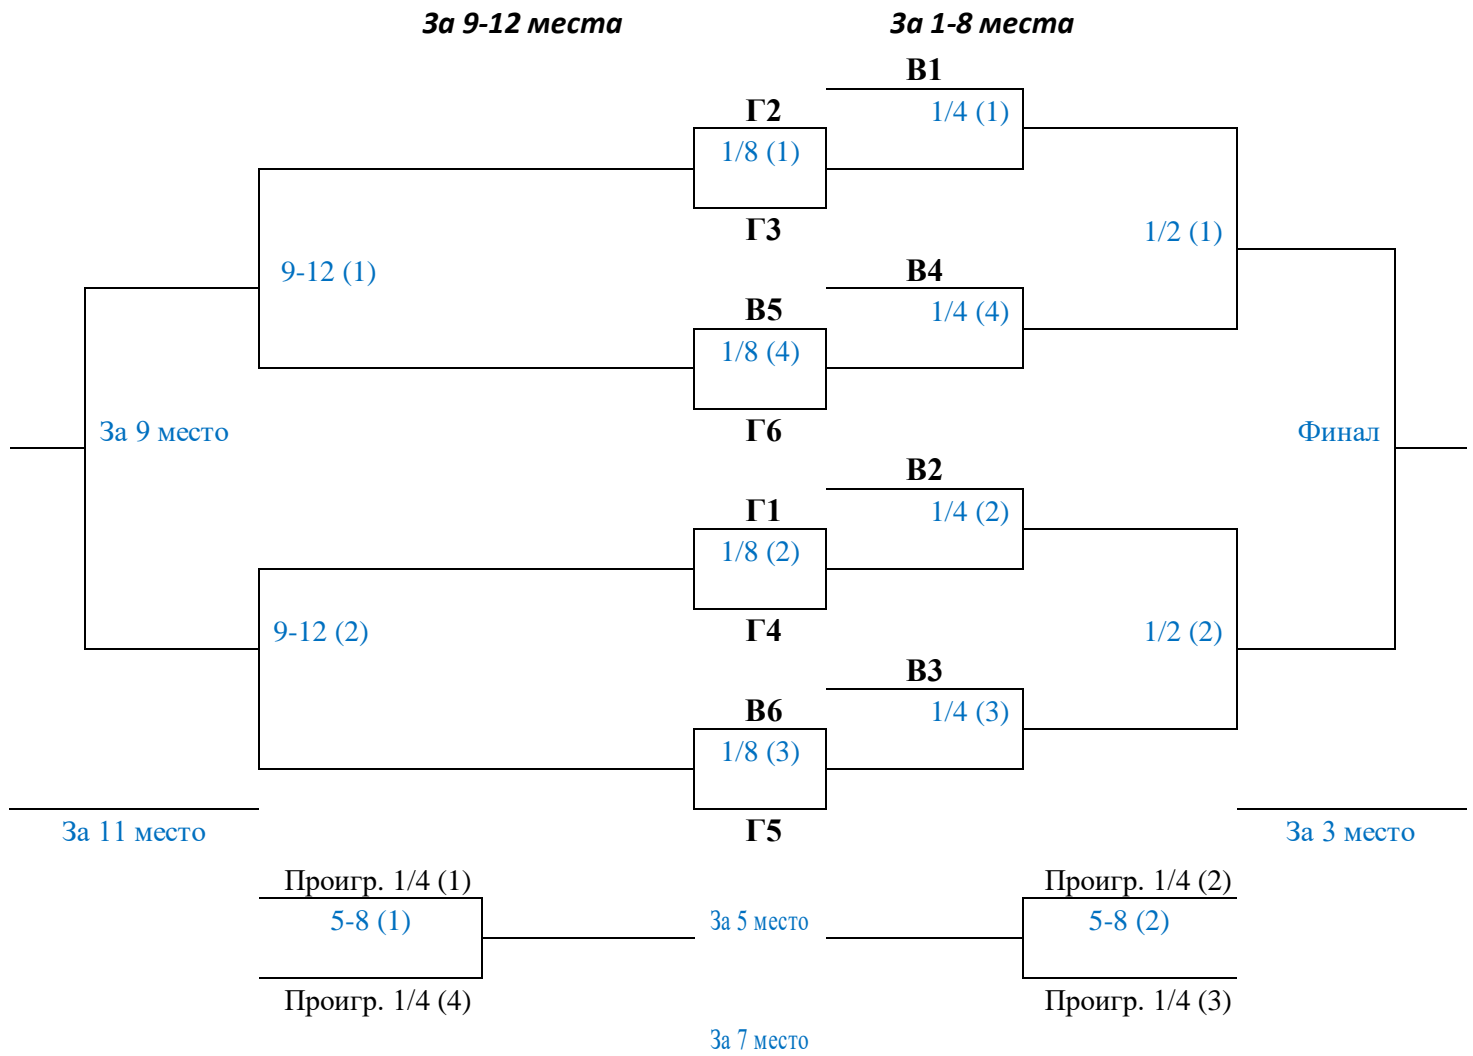 За 9-12 места За 1-8 места
В1
Г2 1/4 (1)
1/8 (1)
Г3 1/2 (1)
9-12 (1) В4
В5 1/4 (4)
1/8 (4)
За 9 место Г6 Финал
В2
Г1 1/4 (2)
1/8 (2)
9-12 (2) Г4 1/2 (2)
В3
В6 1/4 (3)
1/8 (3)
За 11 место Г5 За 3 место
Проигр. 1/4 (1) Проигр. 1/4 (2)
5-8 (1) За 5 место 5-8 (2)
Проигр. 1/4 (4) Проигр. 1/4 (3)
За 7 место